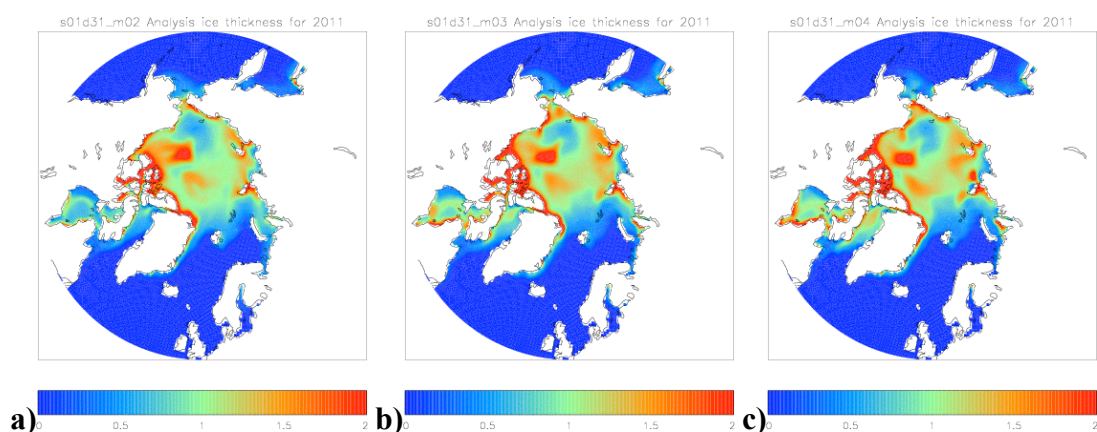 s01d31_m02 Analysis ice thickness for 2011
s01d31_m03 Analysis ice thickness for 2011
s01d31_m04 Analysis ice thickness for 2011
a) 0 0.5 1 1.5 2
b) 0 0.5 1 1.5 2
c) 0 0.5 1 1.5 2